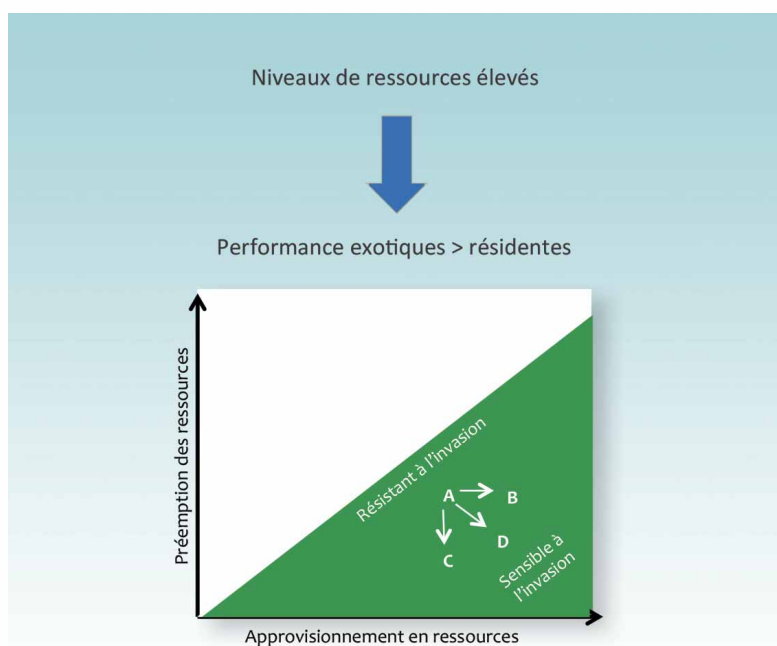 Niveaux de ressources élevés
Performance exotiques > résidentes
Préemption des ressources
Résistant à l'invasion
A
B
C
D
Sensible à
l'invasion
Approvisionnement en ressources